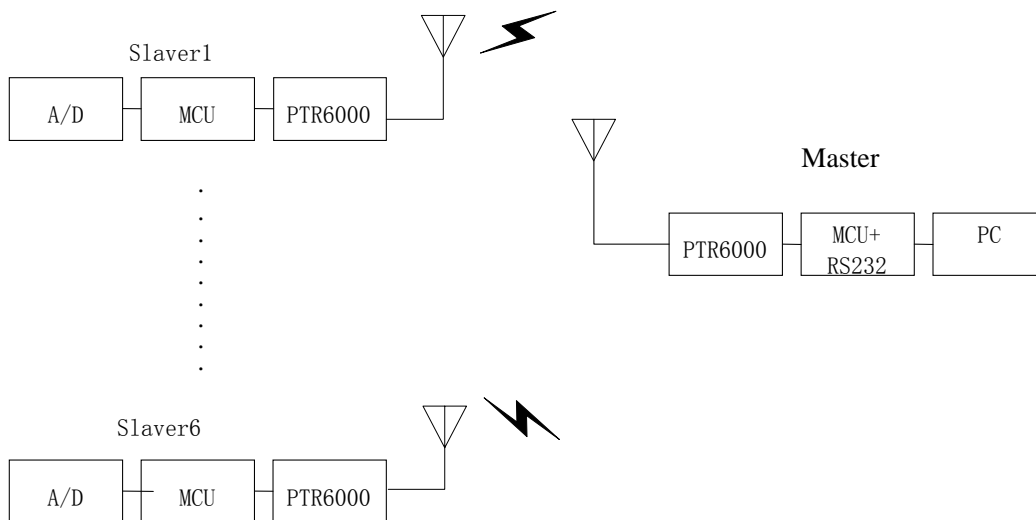 Slaver1
A/D
MCU
PTR6000
Master
PTR6000
MCU+
RS232
PC
Slaver6
A/D
MCU
PTR6000